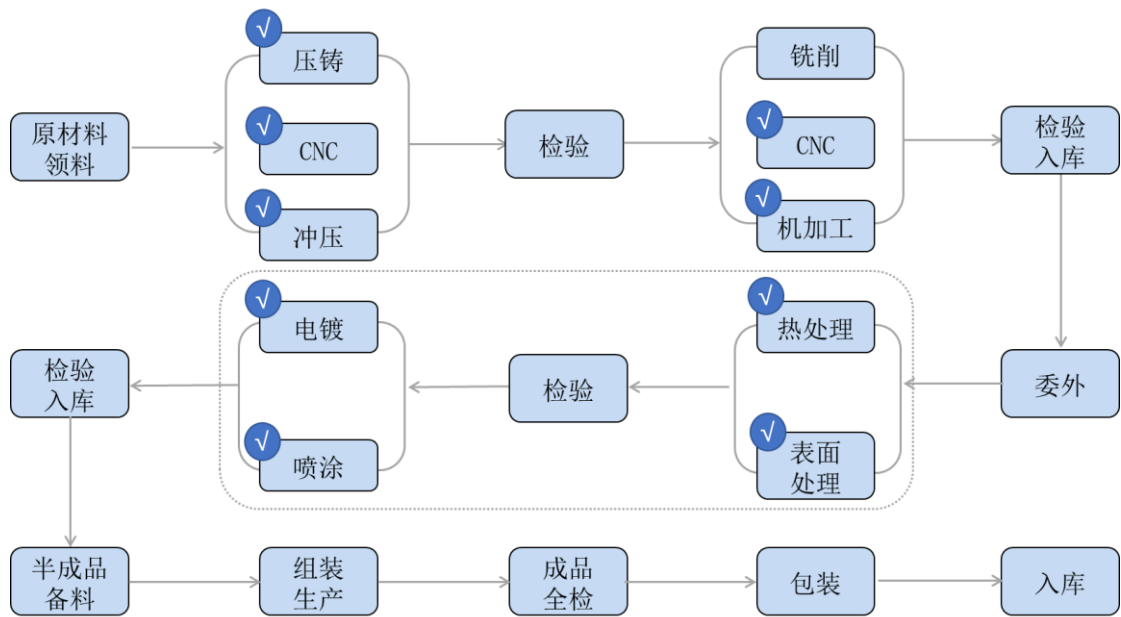 √
压铸
铣削
原材料
领料
√
CNC
检验
√
CNC
检验
入库
√
冲压
√
机加工
√
电镀
√
热处理
检验
入库
检验
委外
√
喷涂
√
表面
处理
半成品
备料
组装
生产
成品
全检
包装
入库